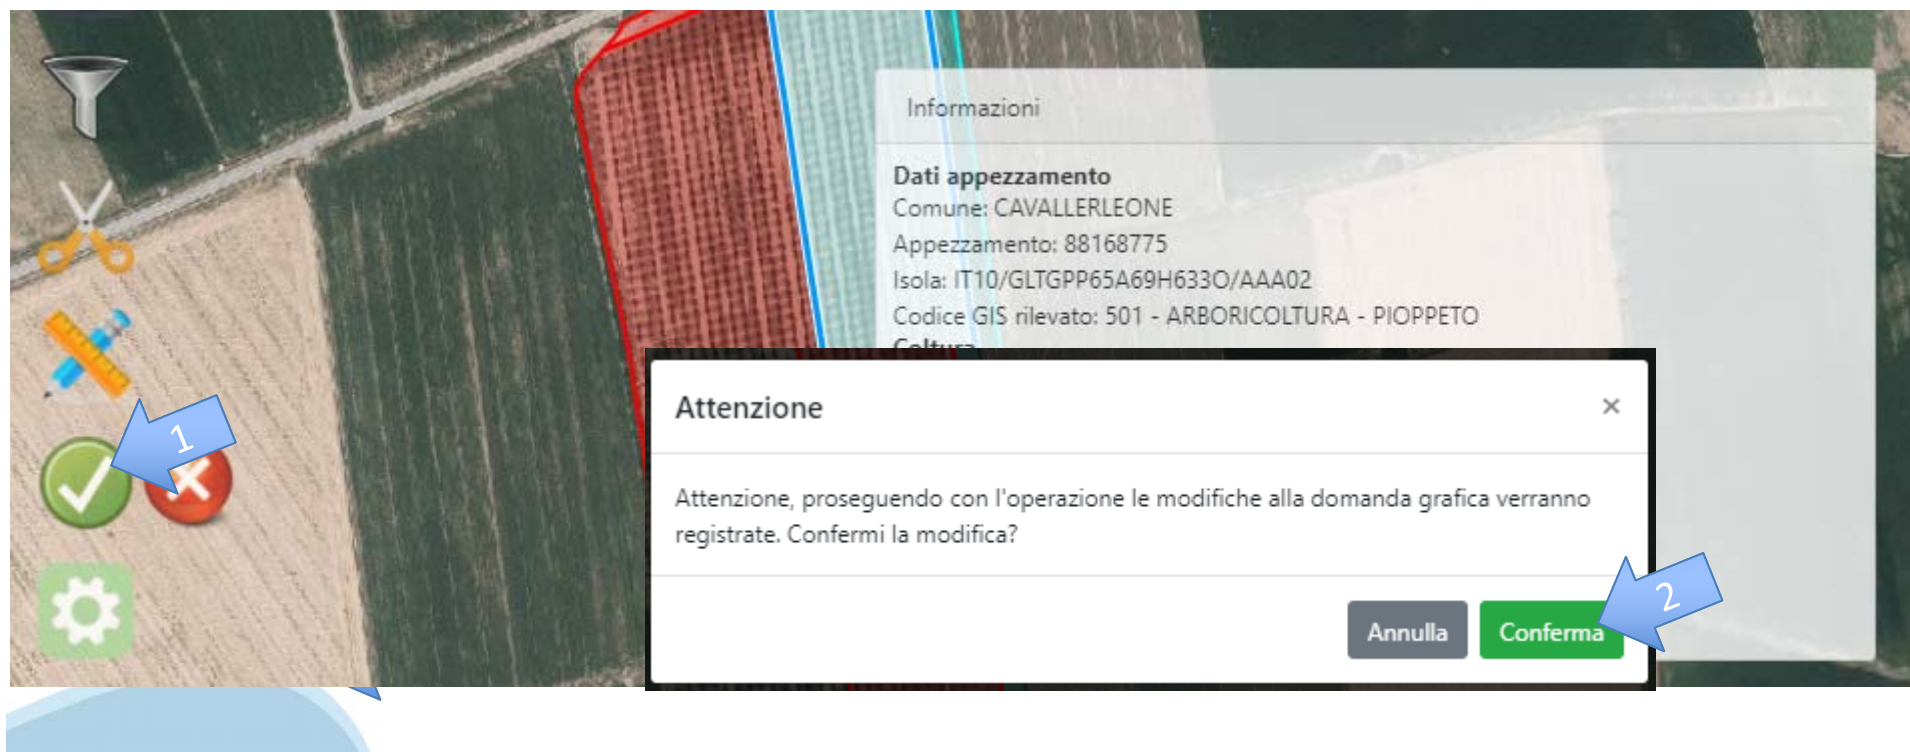 Informazioni
Dati appezzamento
Comune: CAVALLERLEONE
Appezzamento: 88168775
Isola: IT10/GLTGPP65A69H633O/AAA02
Codice GIS rilevato: 501 - ARBORICOLTURA - PIOPPETO
Coltura
1
Attenzione
×
Attenzione, proseguendo con l'operazione le modifiche alla domanda grafica verranno
registrate. Confermi la modifica?
Annulla
Conferma
2